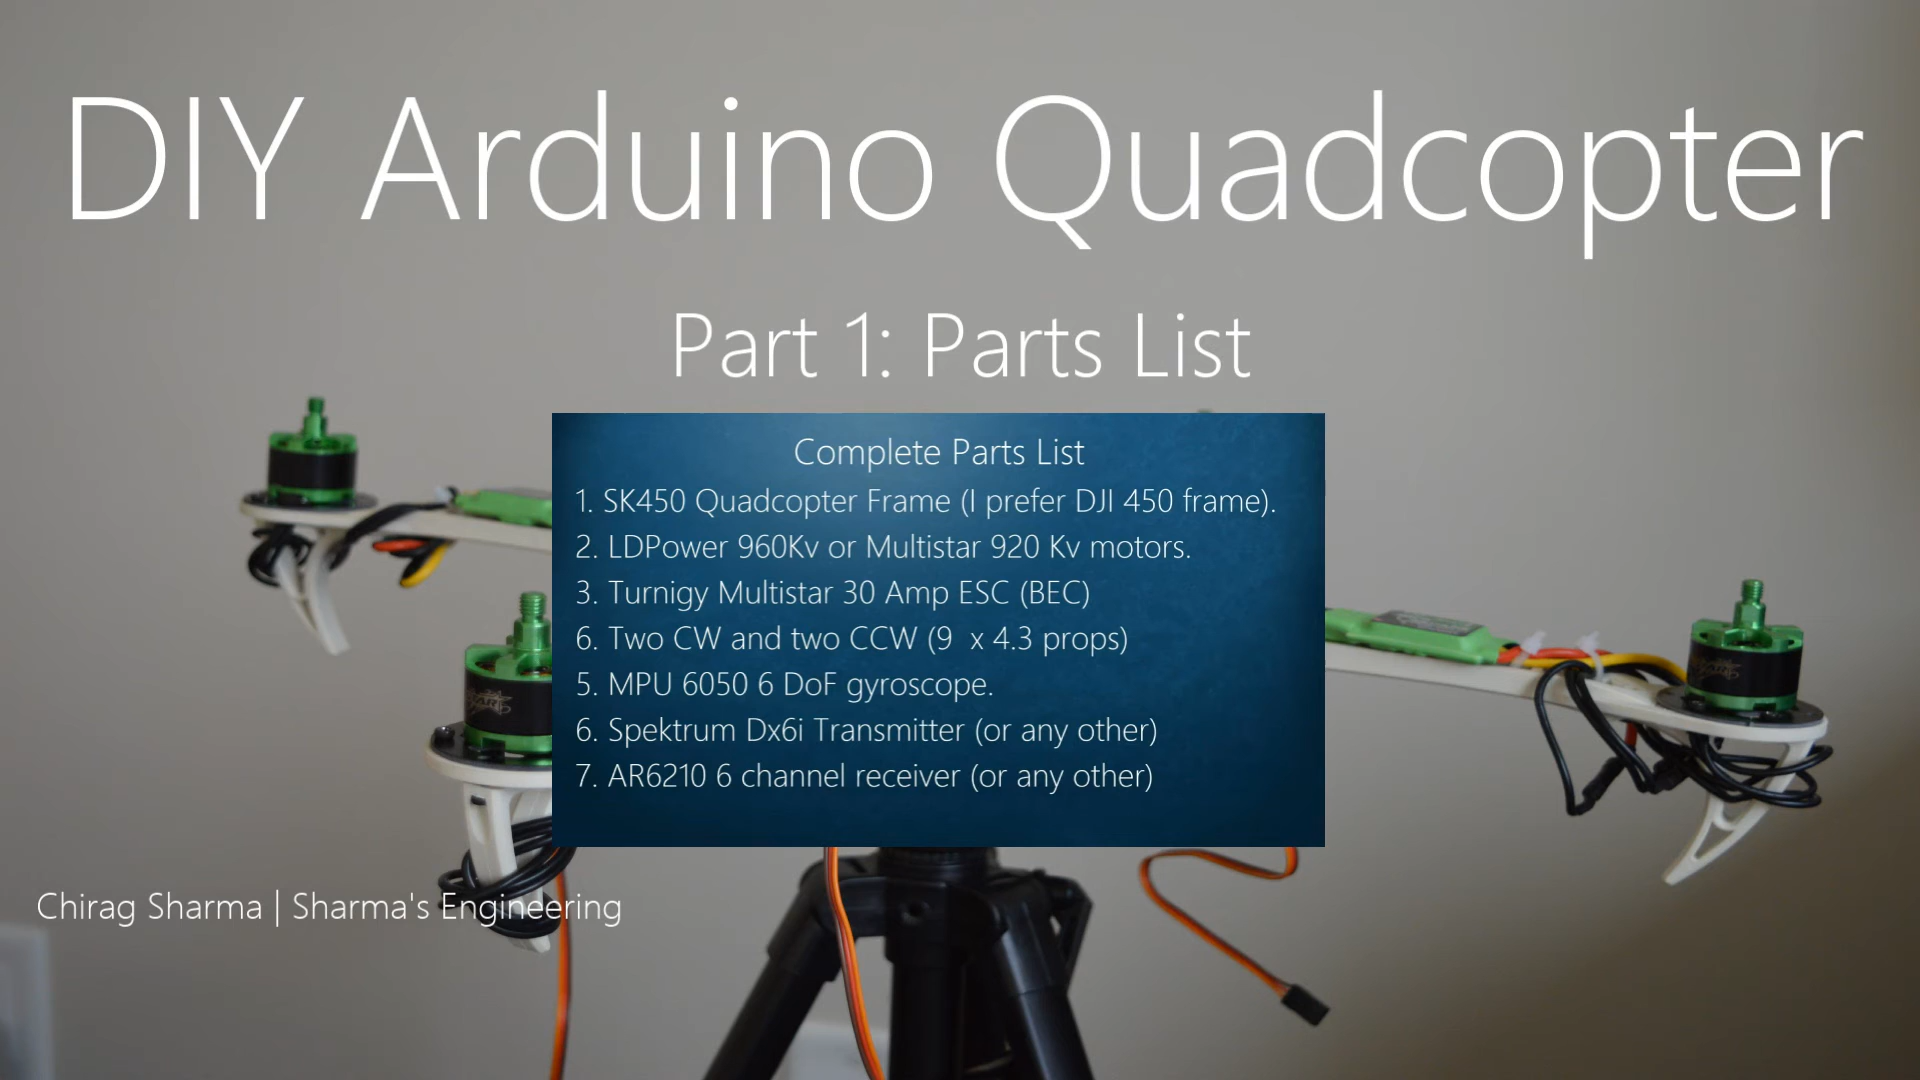 DIY Arduino Quadcopter
Part 1: Parts List
Complete Parts List
1. SK450 Quadcopter Frame (I prefer DJI 450 frame).
2. LDPower 960Kv or Multistar 920 Kv motors.
3. Turnigy Multistar 30 Amp ESC (BEC)
6. Two CW and two CCW (9 x 4.3 props)
5. MPU 6050 6 DoF gyroscope.
6. Spektrum Dx6i Transmitter (or any other)
7. AR6210 6 channel receiver (or any other)
Chirag Sharma | Sharma's Engineering